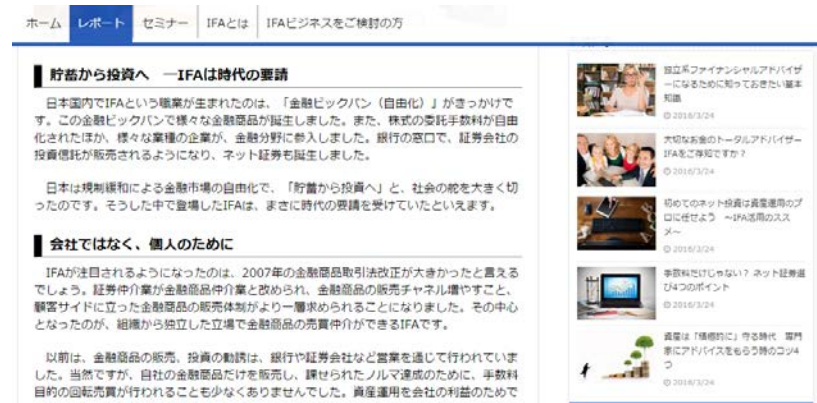 ホーム
レポート
セミナー
IFAとは
IFAビジネスをご検討の方
貯蓄から投資へ　―IFAは時代の要請
日本国内でIFAという職業が生まれたのは、「金融ビックバン（自由化）」がきっかけで
す。この金融ビックバンで様々な金融商品が誕生しました。また、株式の委託手数料が自由
化されたほか、様々な業種の企業が、金融分野に参入しました。銀行の窓口で、証券会社の
投資信託が販売されるようになり、ネット証券も誕生しました。
日本は規制緩和による金融市場の自由化で、「貯蓄から投資へ」と、社会の舵を大きく切
ったのです。そうした中で登場したIFAは、まさに時代の要請を受けていたといえます。
会社ではなく、個人のために
IFAが注目されるようになったのは、2007年の金融商品取引法改正が大きかったと言える
でしょう。証券仲介業が金融商品仲介業と改められ、金融商品の販売チャネル増やすこと、
顧客サイドに立った金融商品の販売体制がより一層求められることになりました。その中心
となったのが、組織から独立した立場で金融商品の売買仲介ができるIFAです。
以前は、金融商品の販売、投資の勧誘は、銀行や証券会社など営業を通じて行われていま
した。当然ですが、自社の金融商品だけを販売し、課せられたノルマ達成のために、手数料
目的の回転売買が行われることも少なくありませんでした。資産運用を会社の利益のためで
独立系ファイナンシャルアドバイザ
ーになるために知っておきたい基本
知識
2016/3/24
大切なお金のトータルアドバイザー
IFAをご存知ですか？
2016/3/24
初めてのネット投資は資産運用のプ
ロに任せよう　～IFA活用のスス
メ～
2016/3/24
手数料だけじゃない？ ネット証券選
び4つのポイント
2016/3/24
資産は「積極的に」守る時代　専門
家にアドバイスをもらう時のコツ4
つ
2016/3/24